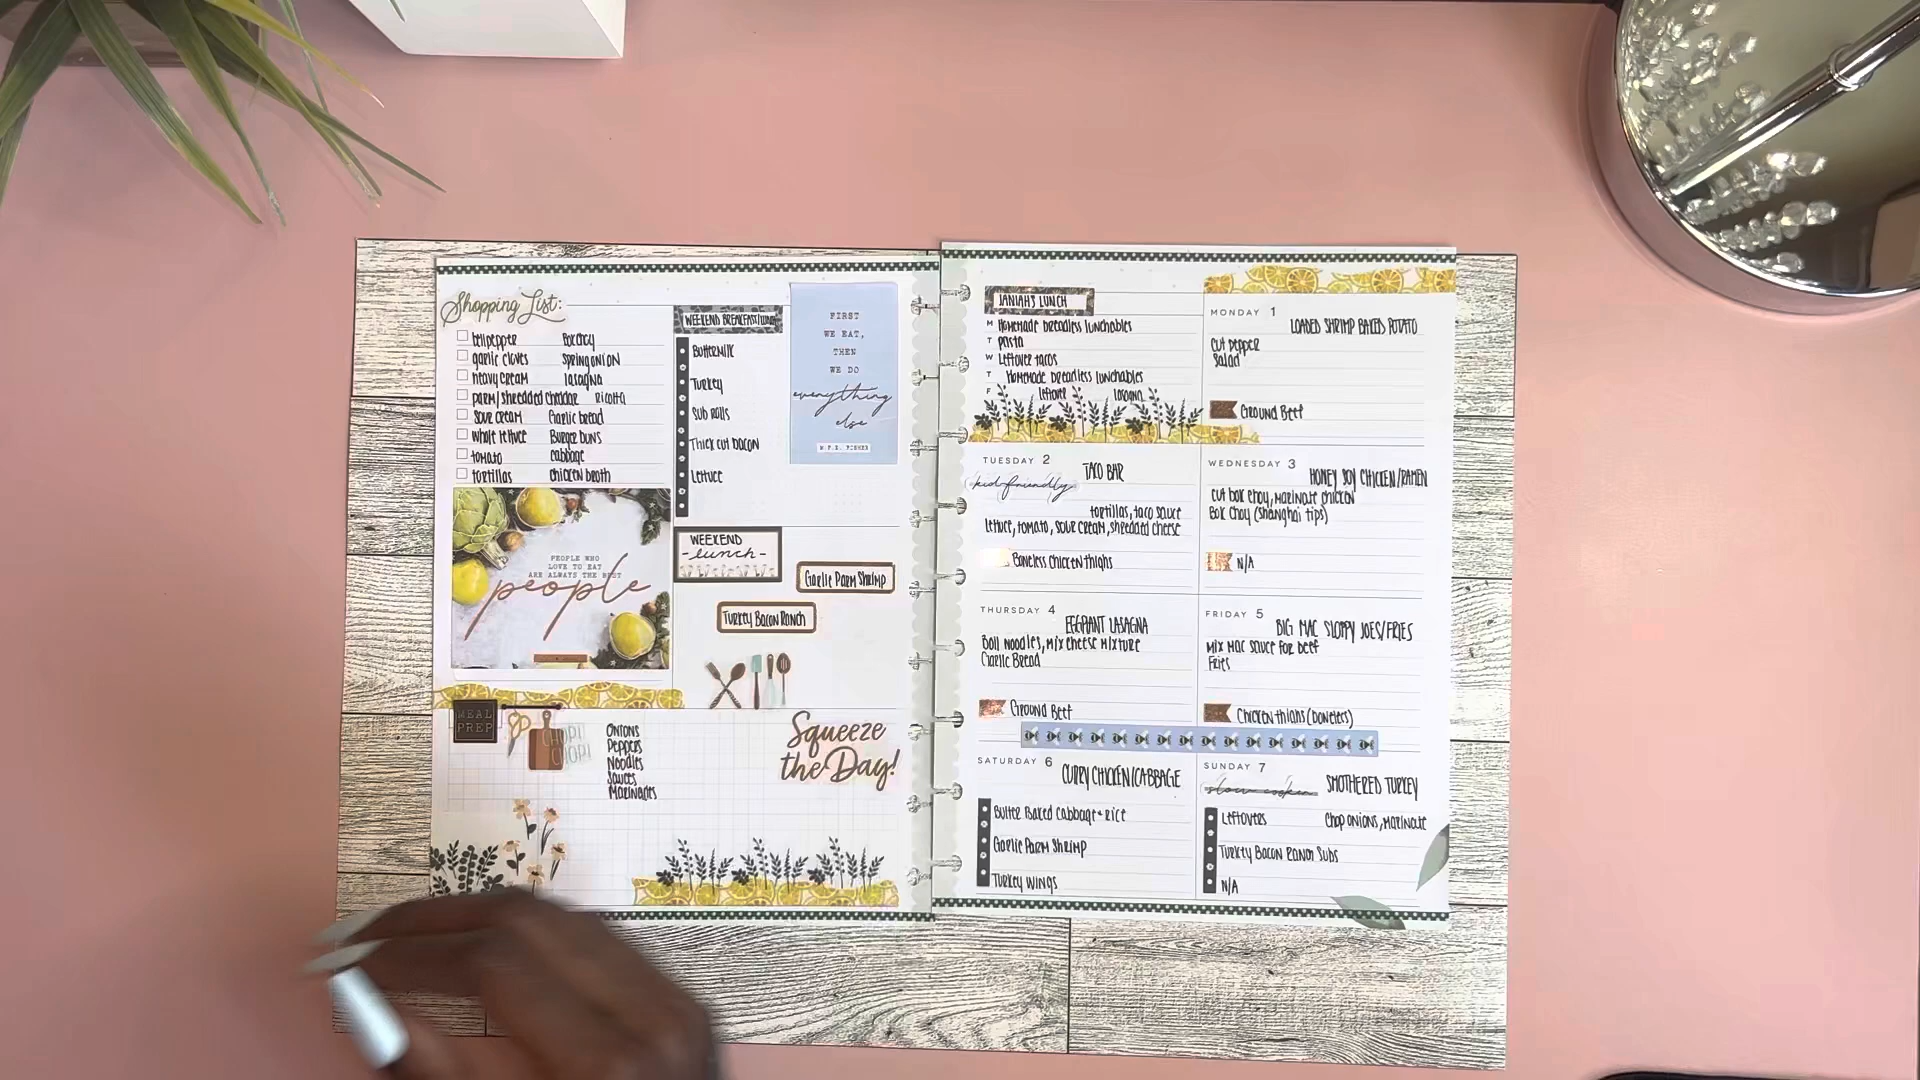 Shopping List:
bellpepper Bokchoy
garlic cloves Spring onion
heavy cream lasagna
parm/shredded cheddar Ricotta
sour cream Garlic bread
whole lettuce Burger buns
tomato cabbage
tortillas chicken broth
WEEKEND BREAKFAST/LUNCH
Buttermilk
Turkey
Sub rolls
Thick cut bacon
Lettuce
FIRST
WE EAT,
THEN
WE DO
everything
else
M.F.K. FISHER
PEOPLE WHO
LOVE TO EAT
ARE ALWAYS THE BEST
people
WEEKEND
-lunch-
Garlic Parm Shrimp
Turkey Bacon Ranch
MEAL
PREP
CHOP!
CHOP!
Onions
Peppers
Noodles
Sauces
Marinades
Squeeze
the Day!
JANIAH'S LUNCH
M Homemade breadless lunchables
T pasta
W Leftover tacos
T Homemade breadless lunchables
F leftover lasagna
MONDAY 1
LOADED SHRIMP BAKED POTATO
Cut pepper
Salad
Ground Beef
TUESDAY 2
TACO BAR
kid friendly
tortillas, taco sauce
lettuce, tomato, sour cream, shredded cheese
Boneless chicken thighs
WEDNESDAY 3
HONEY SOY CHICKEN/RAMEN
Cut bok choy, marinate chicken
Bok choy (shanghai tips)
N/A
THURSDAY 4
EGGPLANT LASAGNA
Boil noodles, mix cheese mixture
Garlic Bread
Ground Beef
FRIDAY 5
BIG MAC SLOPPY JOES/FRIES
Mix mac sauce for beef
Fries
Chicken thighs (boneless)
SATURDAY 6
CURRY CHICKEN/CABBAGE
Butter Baked cabbage + rice
Garlic Parm Shrimp
Turkey Wings
SUNDAY 7
slow cooker
SMOTHERED TURKEY
Leftovers Chop onions, marinate
Turkey Bacon Ranch Subs
N/A